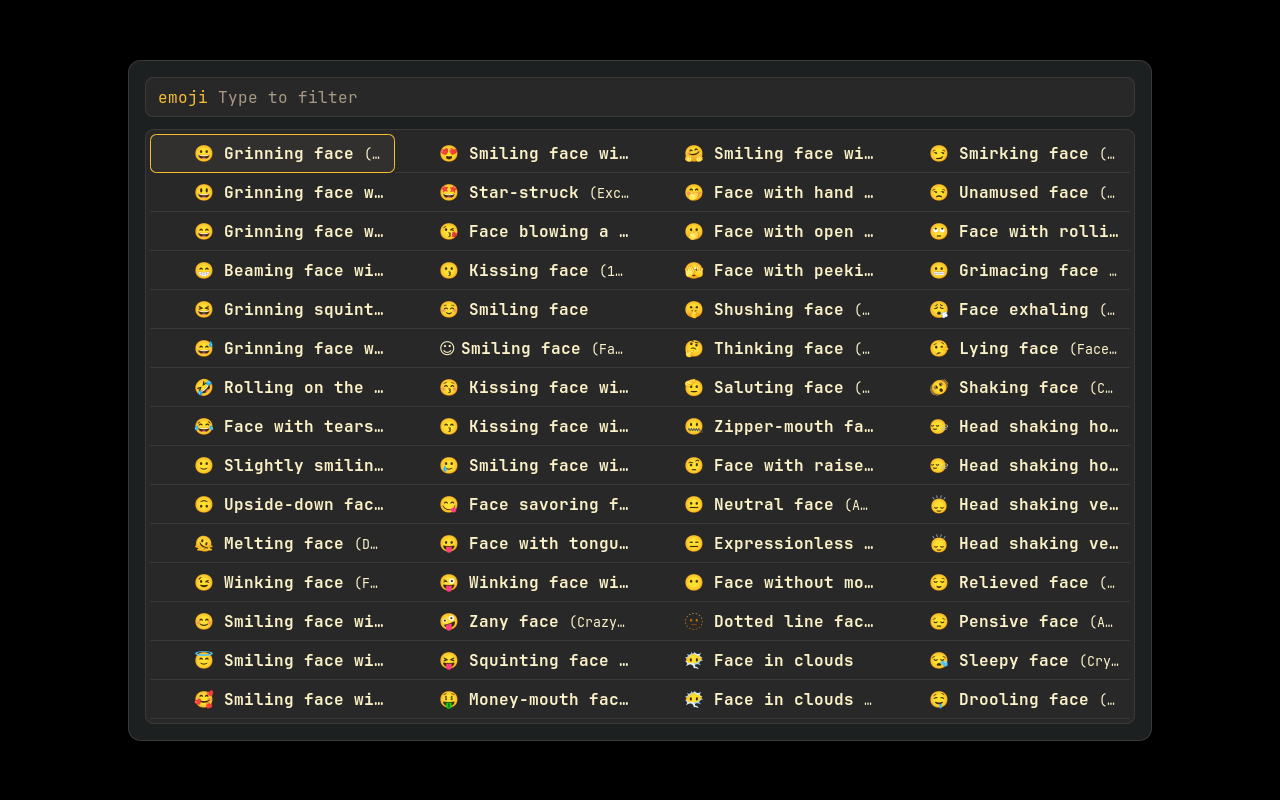 emoji Type to filter
😀 Grinning face (… 😍 Smiling face wi… 🤗 Smiling face wi… 😏 Smirking face (…
😃 Grinning face w… 🤩 Star-struck (Exc… 🤭 Face with hand … 😒 Unamused face (…
😄 Grinning face w… 😘 Face blowing a … 🫢 Face with open … 🙄 Face with rolli…
😁 Beaming face wi… 😗 Kissing face (1… 🫣 Face with peeki… 😬 Grimacing face …
😆 Grinning squint… ☺️ Smiling face 🤫 Shushing face (… 😮‍💨 Face exhaling (…
😅 Grinning face w… ☺ Smiling face (Fa… 🤔 Thinking face (… 🤥 Lying face (Face…
🤣 Rolling on the … 😚 Kissing face wi… 🫡 Saluting face (… 🫨 Shaking face (C…
😂 Face with tears… 😙 Kissing face wi… 🤐 Zipper-mouth fa… 🙂‍↔️ Head shaking ho…
🙂 Slightly smilin… 🥲 Smiling face wi… 🤨 Face with raise… 🙂‍↔ Head shaking ho…
🙃 Upside-down fac… 😋 Face savoring f… 😐 Neutral face (A… 🙂‍↕️ Head shaking ve…
🫠 Melting face (D… 😛 Face with tongu… 😑 Expressionless … 🙂‍↕ Head shaking ve…
😉 Winking face (F… 😜 Winking face wi… 😶 Face without mo… 😌 Relieved face (…
😊 Smiling face wi… 🤪 Zany face (Crazy… 🫥 Dotted line fac… 😔 Pensive face (A…
😇 Smiling face wi… 😝 Squinting face … 😶‍🌫️ Face in clouds 😪 Sleepy face (Cry…
🥰 Smiling face wi… 🤑 Money-mouth fac… 😶‍🌫 Face in clouds … 🤤 Drooling face (…